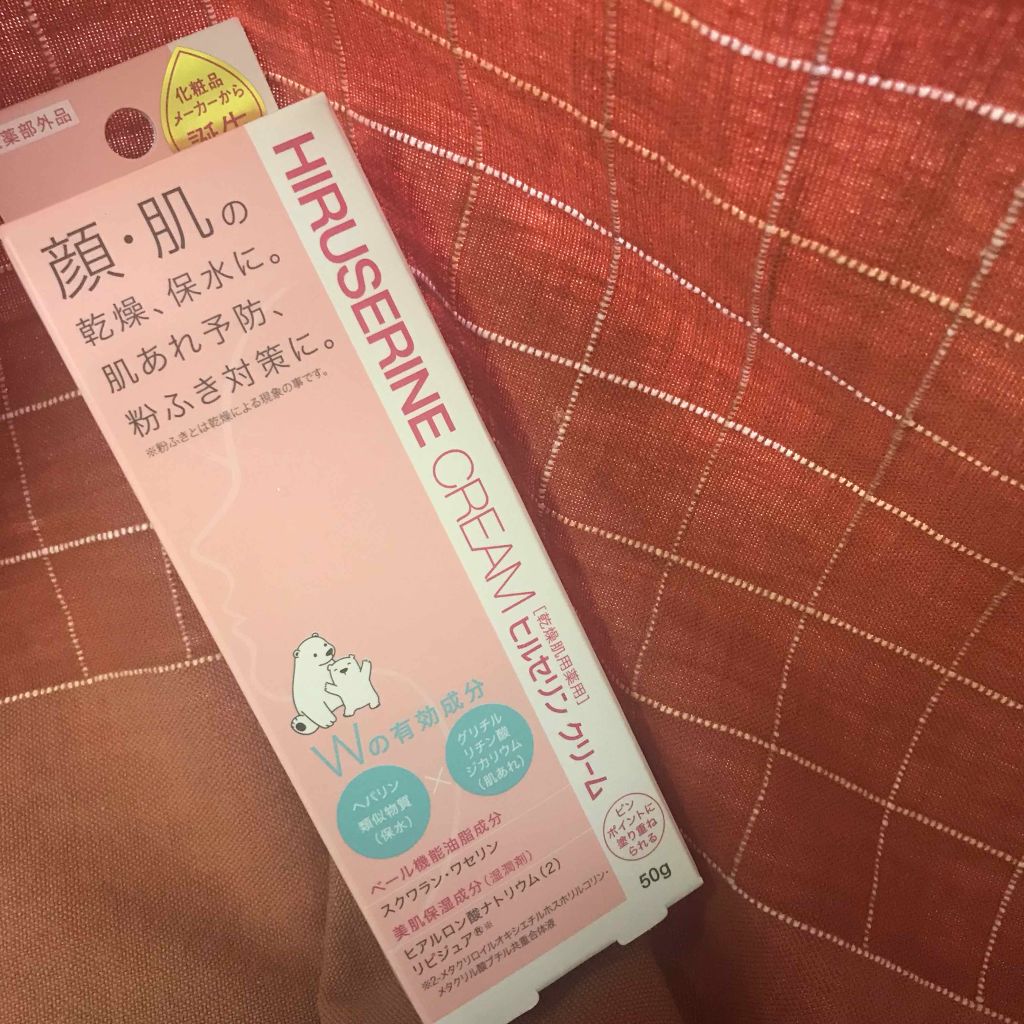 薬部外品
化粧品
メーカーから
誕生
顔・肌の
乾燥、保水に。
肌あれ予防、
粉ふき対策に。
※粉ふきとは乾燥による現象の事です。
HIRUSERINE CREAM
[乾燥肌用薬用]
ヒルセリン クリーム
Wの有効成分
ヘパリン
類似物質
(保水)
×
グリチル
リチン酸
ジカリウム
(肌あれ)
ベール機能油脂成分
スクワラン・ワセリン
美肌保湿成分(湿潤剤)
ヒアルロン酸ナトリウム(2)
リピジュア®※
※2-メタクリロイルオキシエチルホスホリルコリン・
メタクリル酸ブチル共重合体液
ピン
ポイントに
塗り重ね
られる
50g